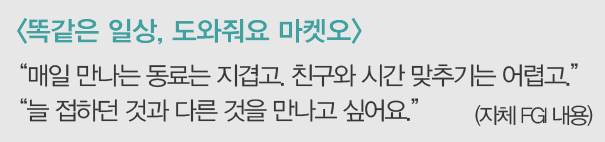 <똑같은 일상, 도와줘요 마켓오>
“매일 만나는 동료는 지겹고. 친구와 시간 맞추기는 어렵고.”
“늘 접하던 것과 다른 것을 만나고 싶어요.” (자체 FGI 내용)